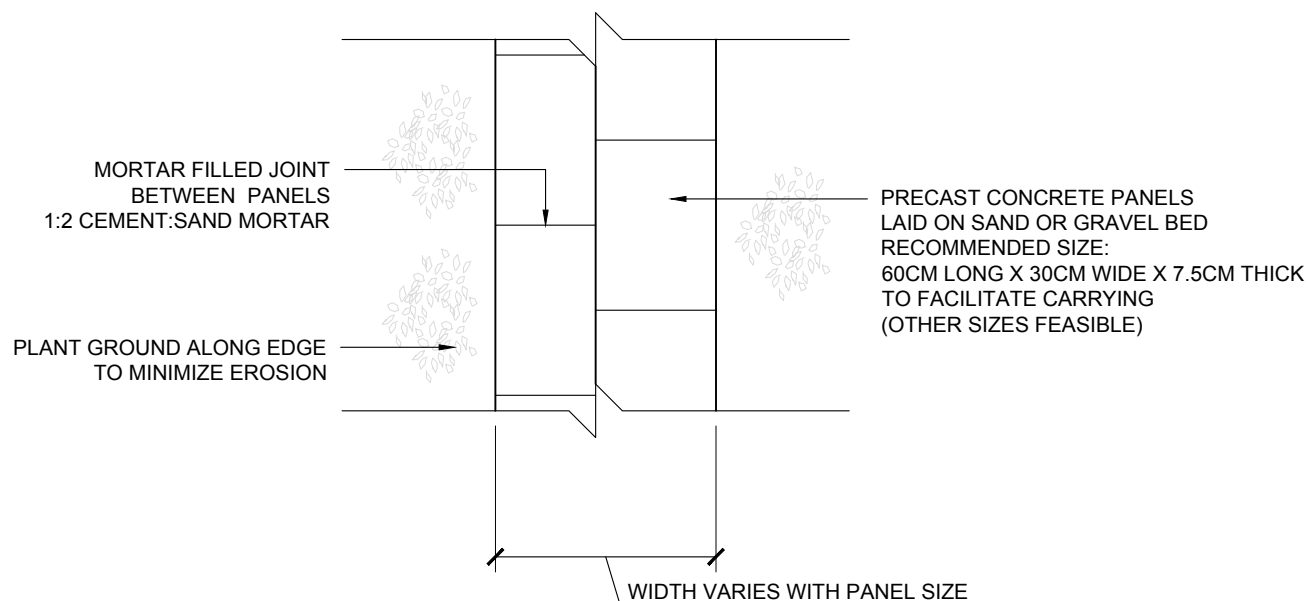 MORTAR FILLED JOINT
BETWEEN PANELS
1:2 CEMENT:SAND MORTAR
PLANT GROUND ALONG EDGE
TO MINIMIZE EROSION
PRECAST CONCRETE PANELS
LAID ON SAND OR GRAVEL BED
RECOMMENDED SIZE:
60CM LONG X 30CM WIDE X 7.5CM THICK
TO FACILITATE CARRYING
(OTHER SIZES FEASIBLE)
WIDTH VARIES WITH PANEL SIZE